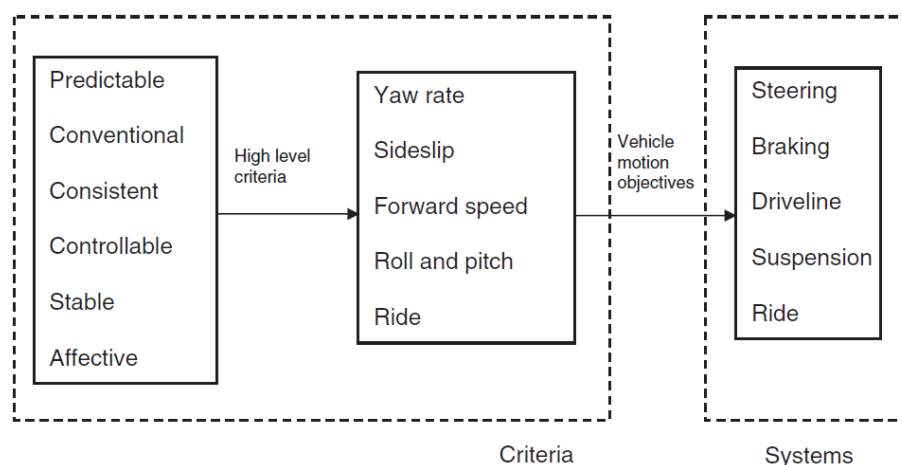 Predictable
Conventional
Consistent
Controllable
Stable
Affective
High level
criteria
Yaw rate
Sideslip
Forward speed
Roll and pitch
Ride
Vehicle
motion
objectives
Steering
Braking
Driveline
Suspension
Ride
Criteria
Systems